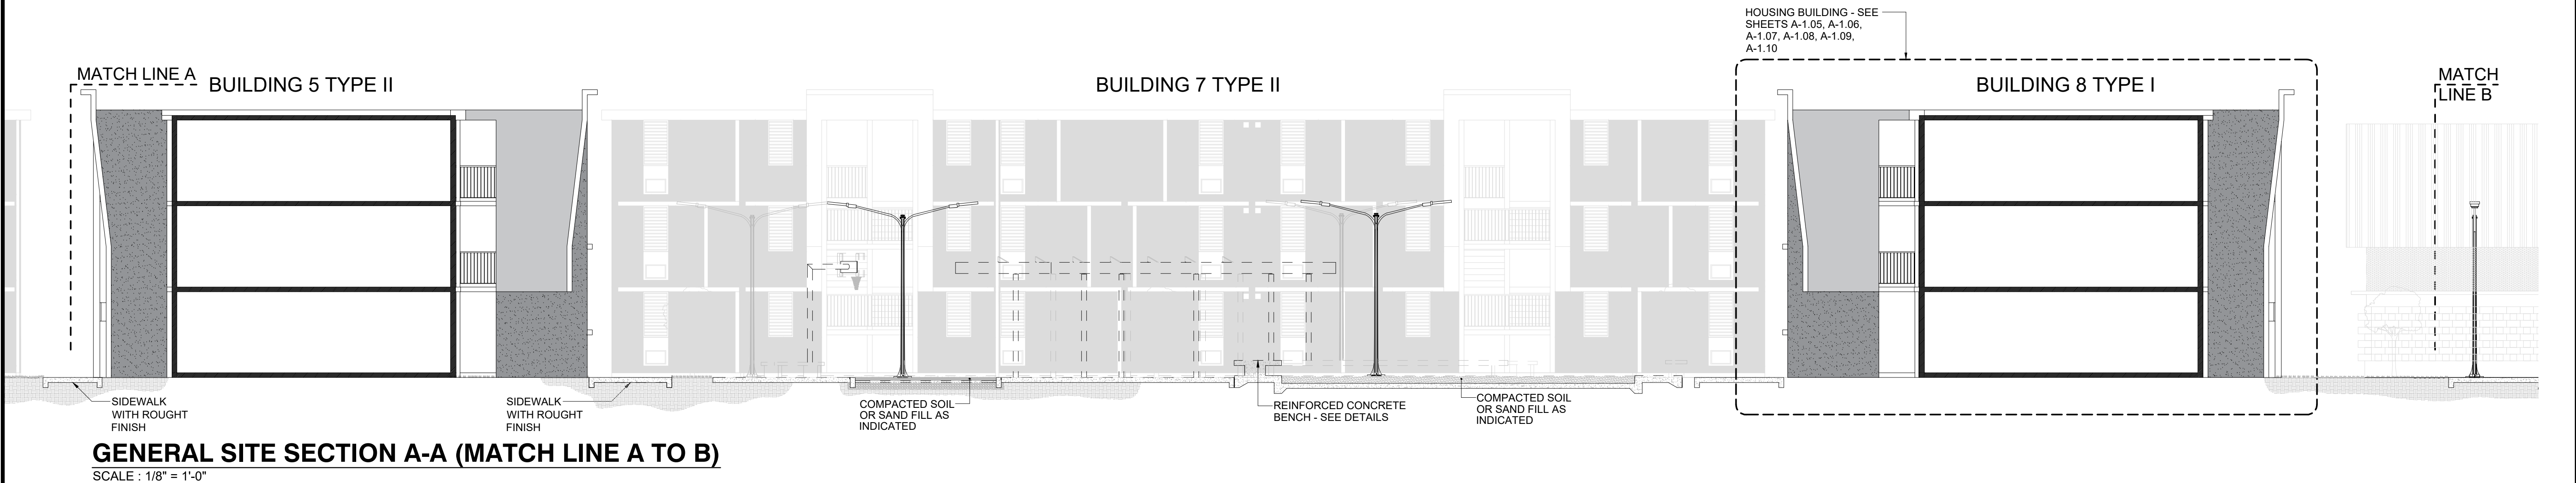 HOUSING BUILDING - SEE
SHEETS A-1.05, A-1.06,
A-1.07, A-1.08, A-1.09,
A-1.10
MATCH LINE A
BUILDING 5 TYPE II
BUILDING 7 TYPE II
BUILDING 8 TYPE I
MATCH
LINE B
SIDEWALK
WITH ROUGHT
FINISH
SIDEWALK
WITH ROUGHT
FINISH
COMPACTED SOIL
OR SAND FILL AS
INDICATED
REINFORCED CONCRETE
BENCH - SEE DETAILS
COMPACTED SOIL
OR SAND FILL AS
INDICATED
GENERAL SITE SECTION A-A (MATCH LINE A TO B)
SCALE : 1/8" = 1'-0"